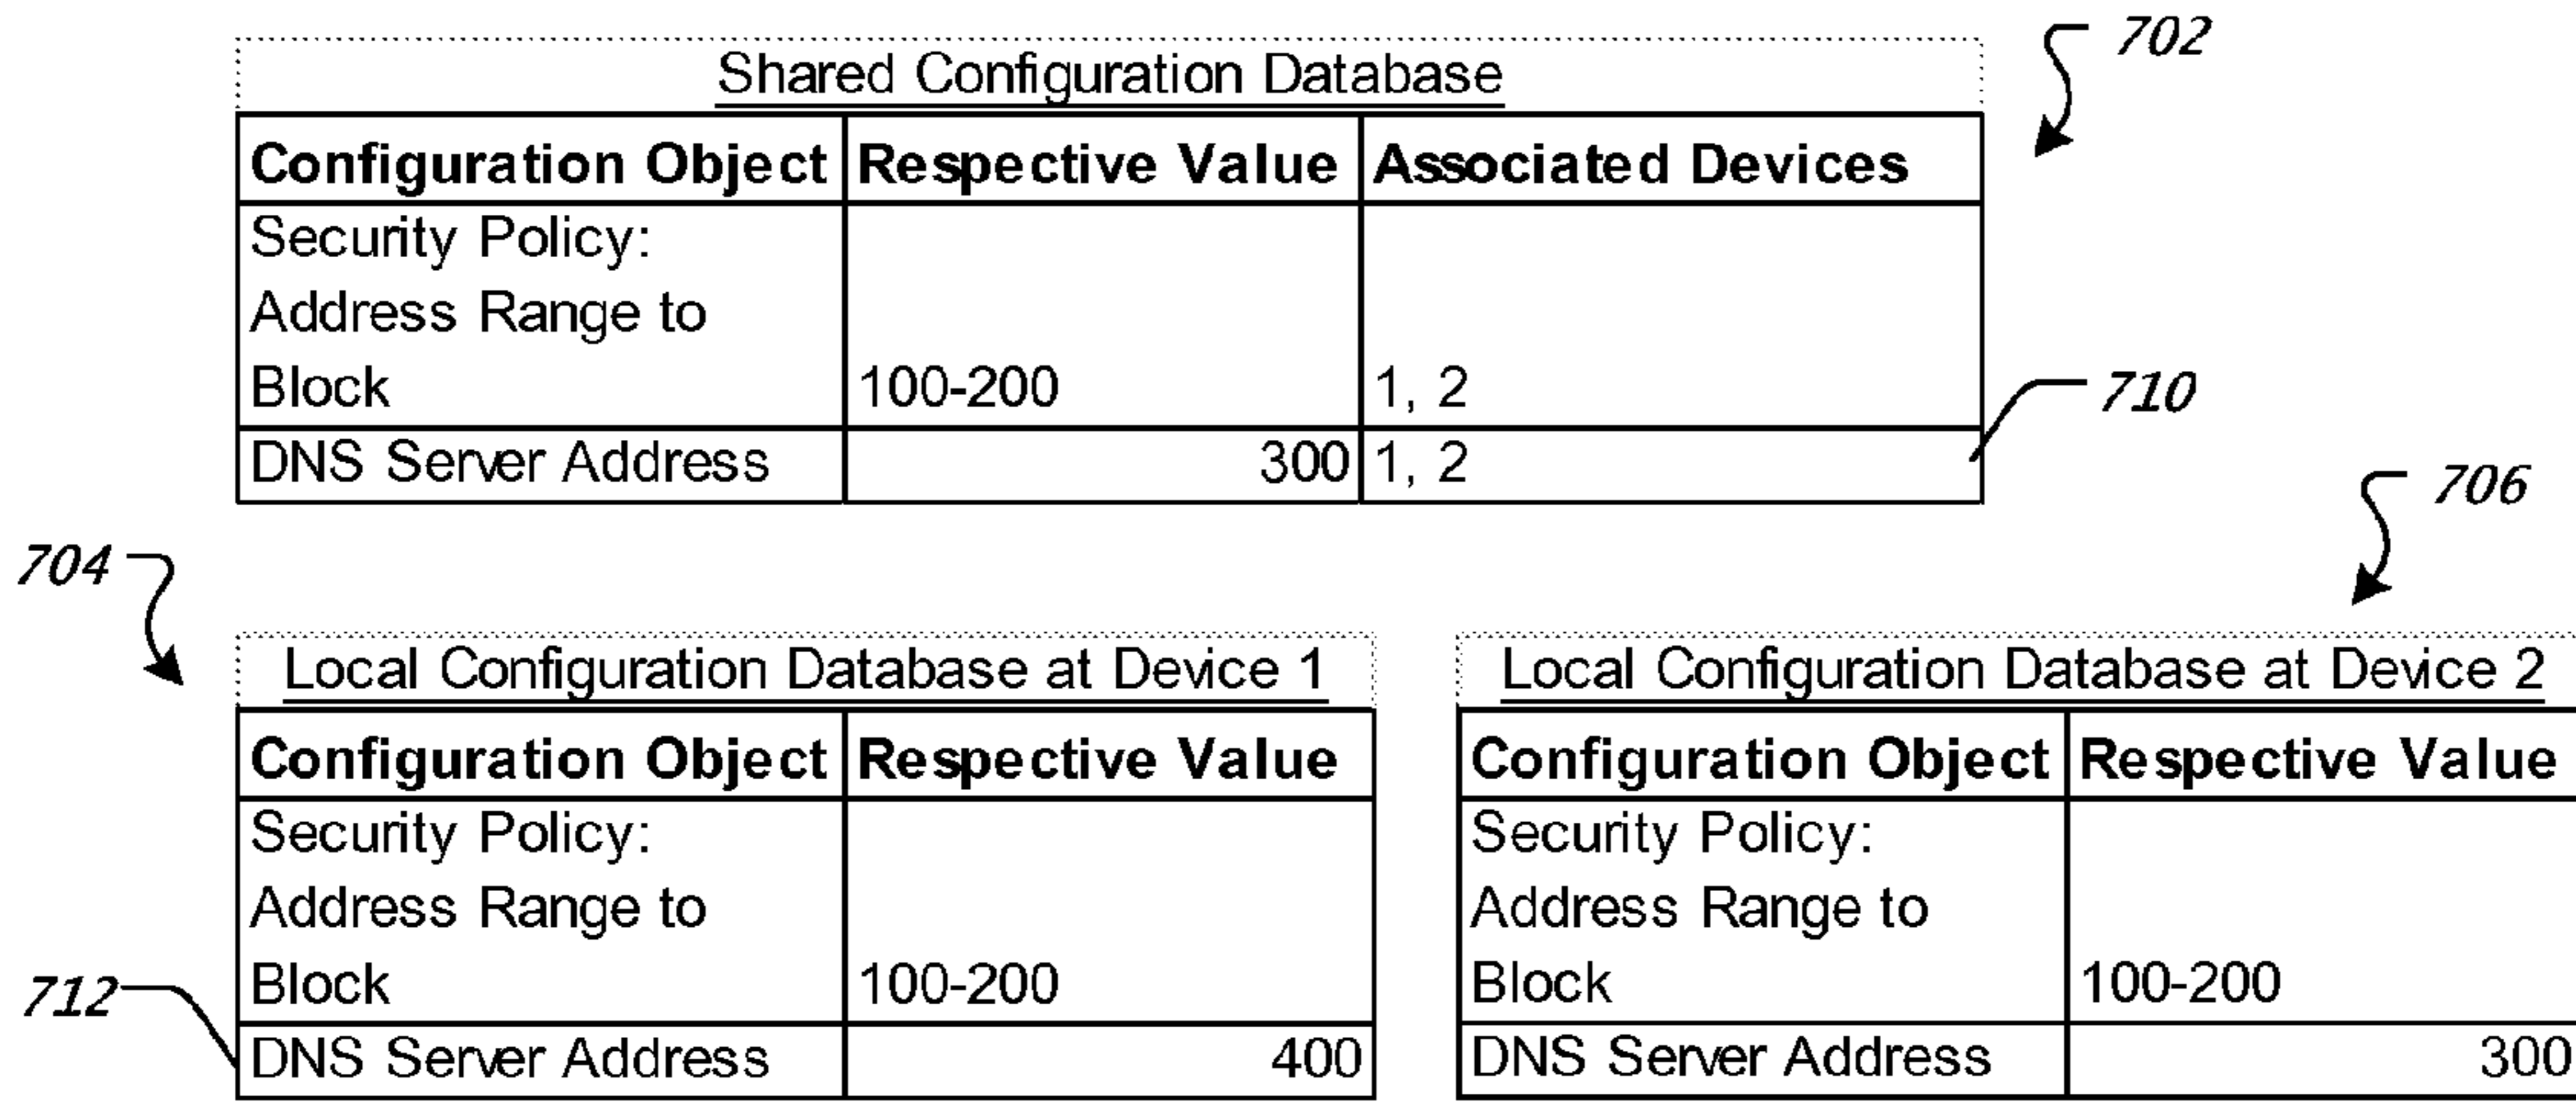 702
Shared Configuration Database
Configuration Object Respective Value Associated Devices
Security Policy:
Address Range to
Block 100-200 1, 2
710
DNS Server Address 300 1, 2
706
704
Local Configuration Database at Device 1
Configuration Object Respective Value
Security Policy:
Address Range to
Block 100-200
712
DNS Server Address 400
Local Configuration Database at Device 2
Configuration Object Respective Value
Security Policy:
Address Range to
Block 100-200
DNS Server Address 300